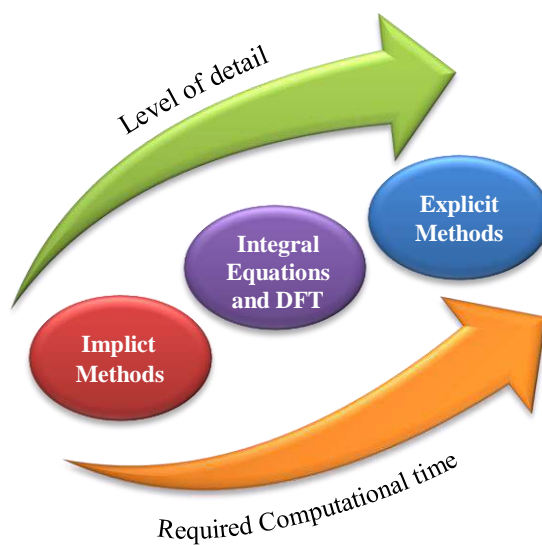 Level of detail
Explicit
Methods
Integral
Equations
and DFT
Implict
Methods
Required Computational time